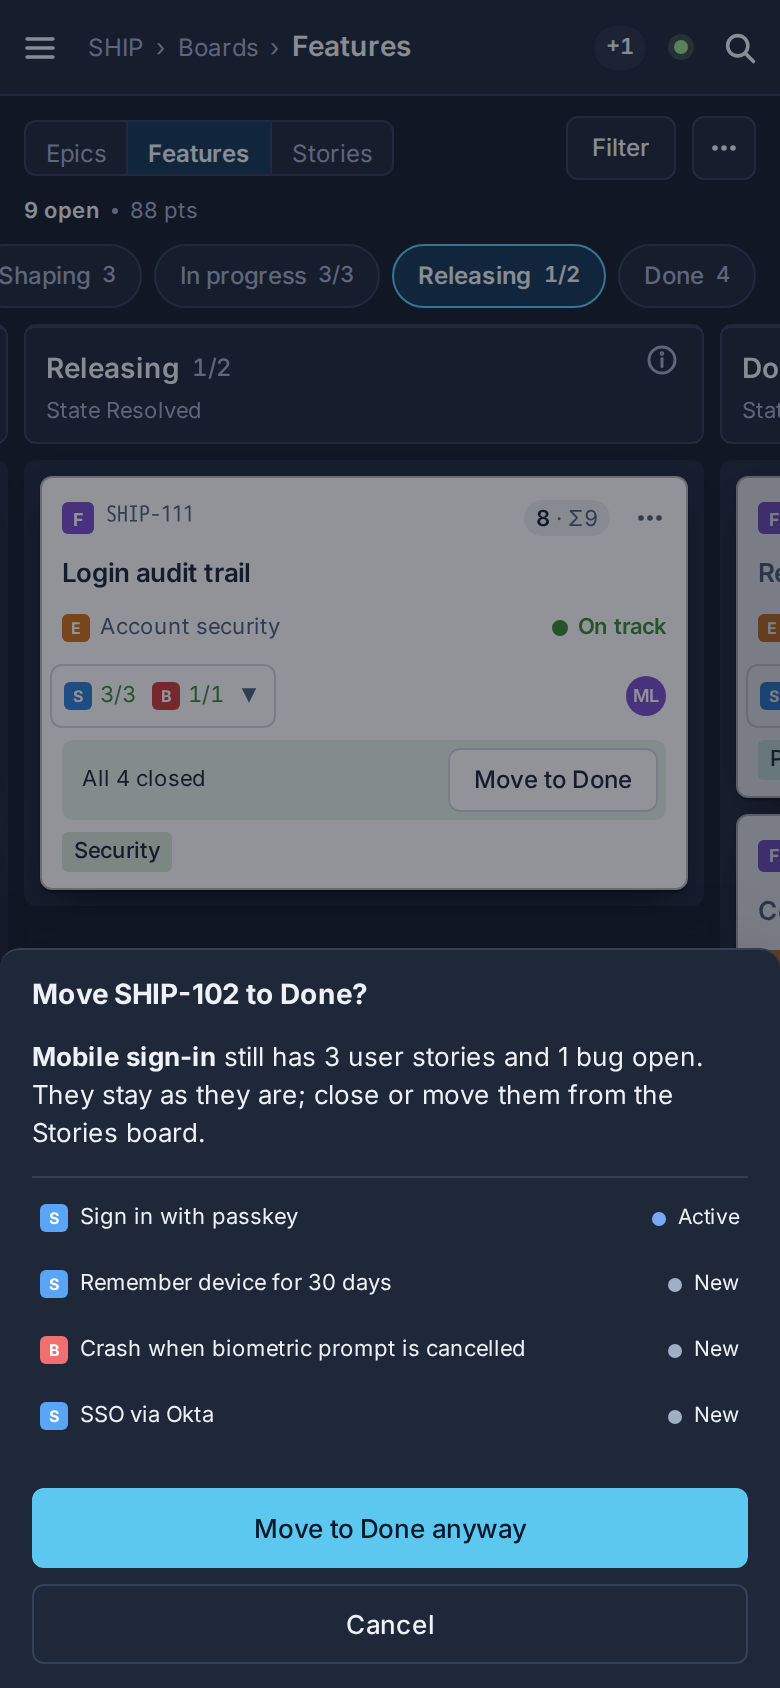 SHIP › Boards › Features
+1
Epics Features Stories
Filter •••
9 open • 88 pts
Shaping 3 In progress 3/3 Releasing 1/2 Done 4
Releasing 1/2
State Resolved
F SHIP-111 8 · Σ9 •••
Login audit trail
E Account security On track
S 3/3 B 1/1 ▼ ML
All 4 closed Move to Done
Security
F
E
S
F
Move SHIP-102 to Done?
Mobile sign-in still has 3 user stories and 1 bug open.
They stay as they are; close or move them from the
Stories board.
S Sign in with passkey Active
S Remember device for 30 days New
B Crash when biometric prompt is cancelled New
S SSO via Okta New
Move to Done anyway
Cancel